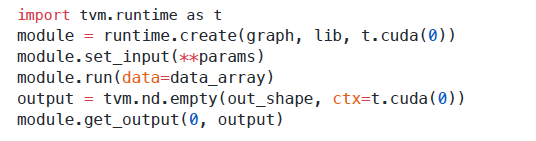 import tvm.runtime as t
module = runtime.create(graph, lib, t.cuda(0))
module.set_input(**params)
module.run(data=data_array)
output = tvm.nd.empty(out_shape, ctx=t.cuda(0))
module.get_output(0, output)